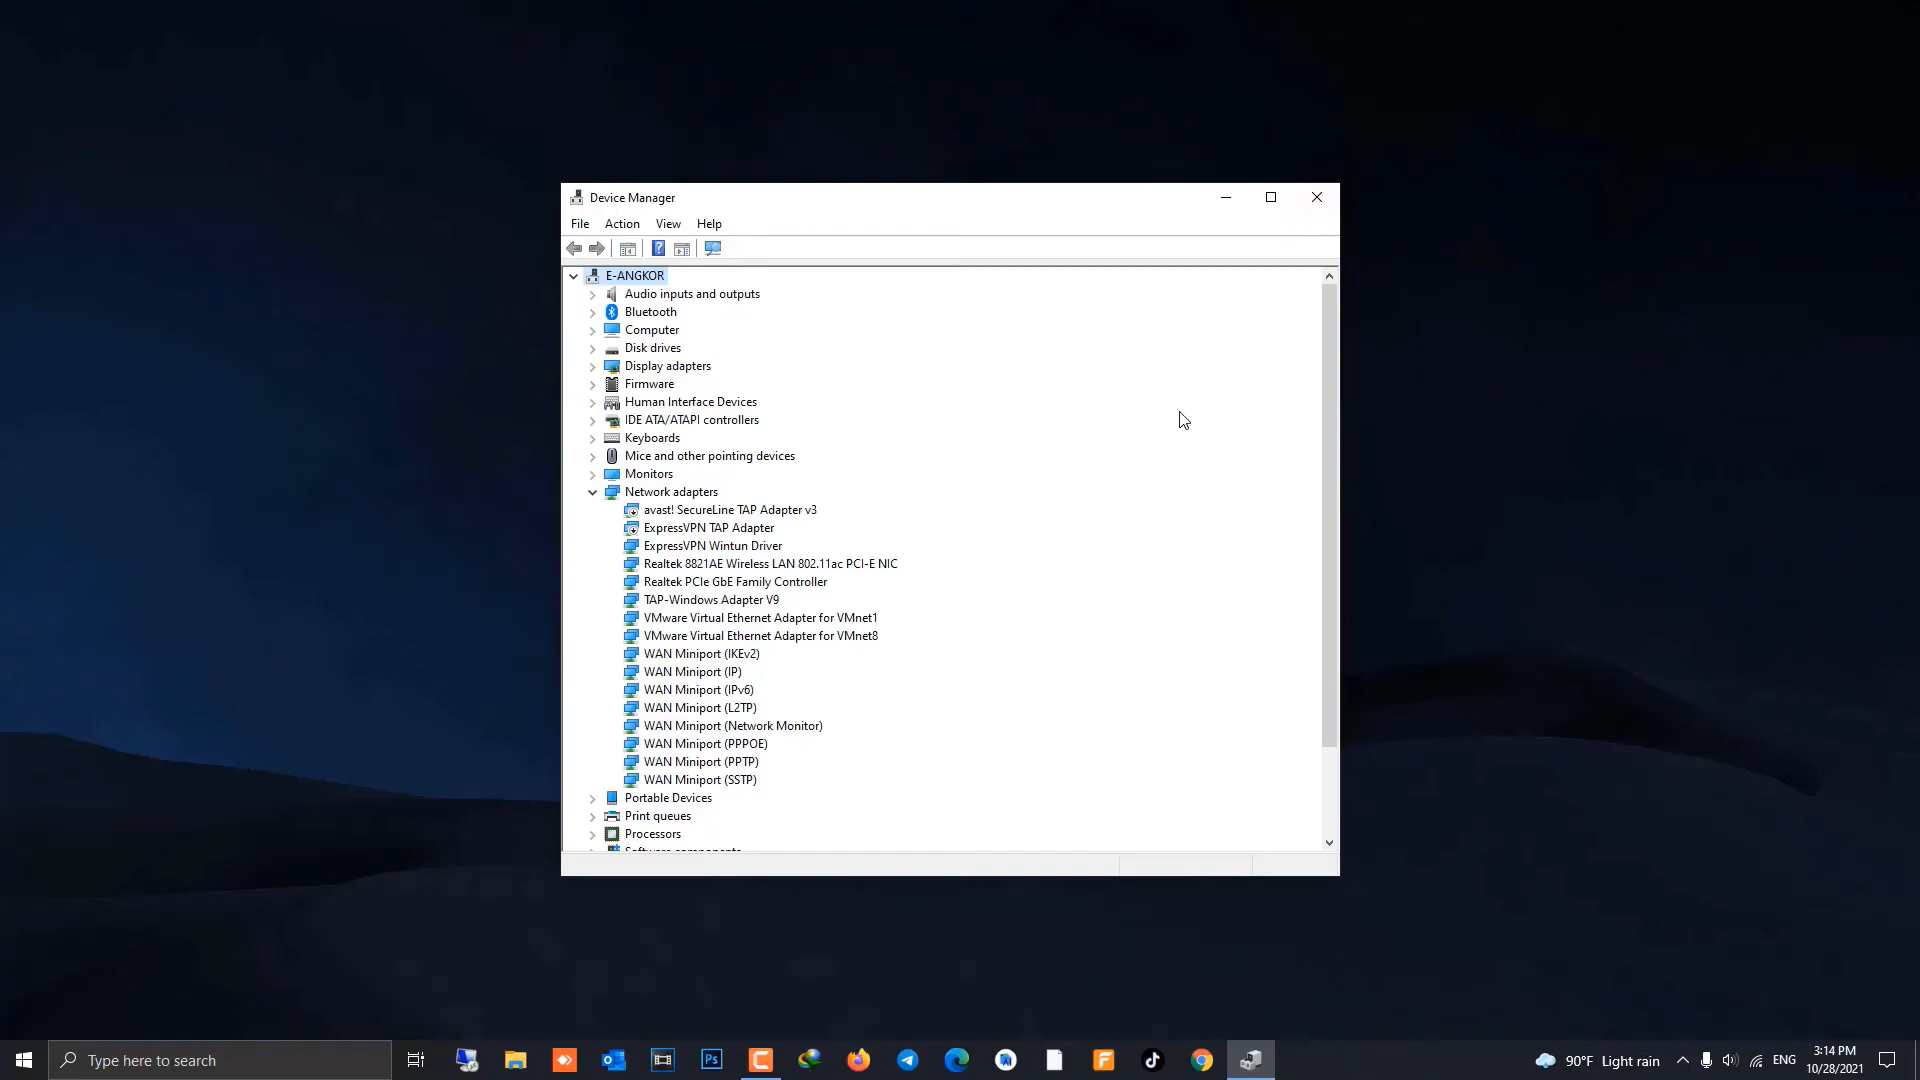 Device Manager
File Action View Help
E-ANGKOR
Audio inputs and outputs
Bluetooth
Computer
Disk drives
Display adapters
Firmware
Human Interface Devices
IDE ATA/ATAPI controllers
Keyboards
Mice and other pointing devices
Monitors
Network adapters
avast! SecureLine TAP Adapter v3
ExpressVPN TAP Adapter
ExpressVPN Wintun Driver
Realtek 8821AE Wireless LAN 802.11ac PCI-E NIC
Realtek PCIe GbE Family Controller
TAP-Windows Adapter V9
VMware Virtual Ethernet Adapter for VMnet1
VMware Virtual Ethernet Adapter for VMnet8
WAN Miniport (IKEv2)
WAN Miniport (IP)
WAN Miniport (IPv6)
WAN Miniport (L2TP)
WAN Miniport (Network Monitor)
WAN Miniport (PPPOE)
WAN Miniport (PPTP)
WAN Miniport (SSTP)
Portable Devices
Print queues
Processors
Software components
Type here to search
Ps
90°F Light rain
ENG
3:14 PM
10/28/2021